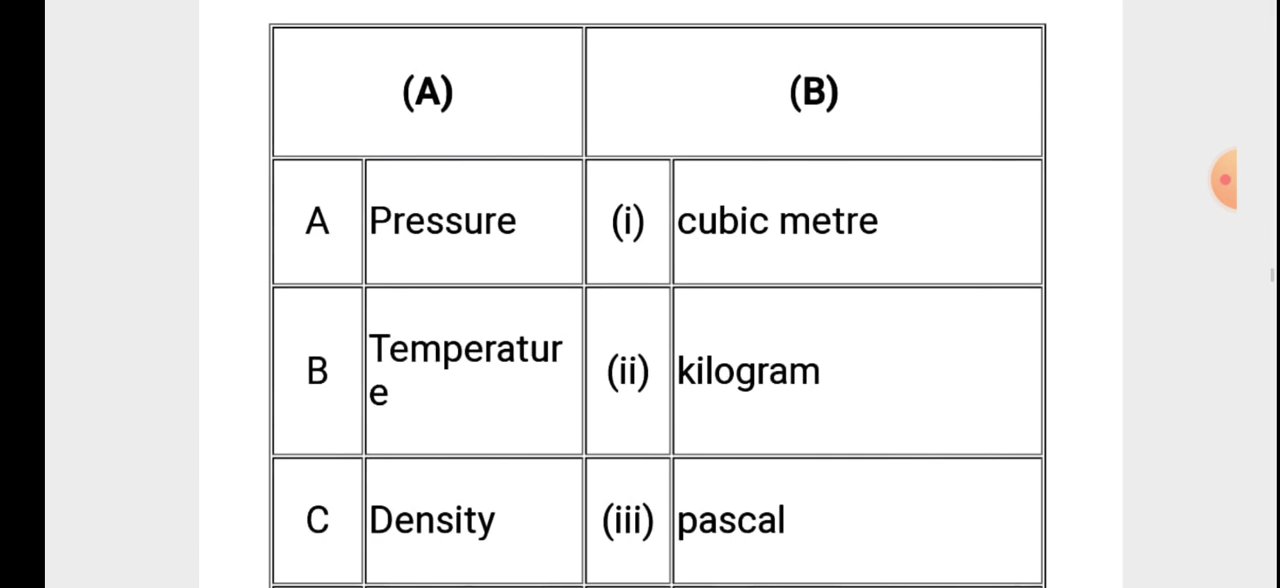 (A) (B)
A Pressure (i) cubic metre
B Temperatur
e (ii) kilogram
C Density (iii) pascal